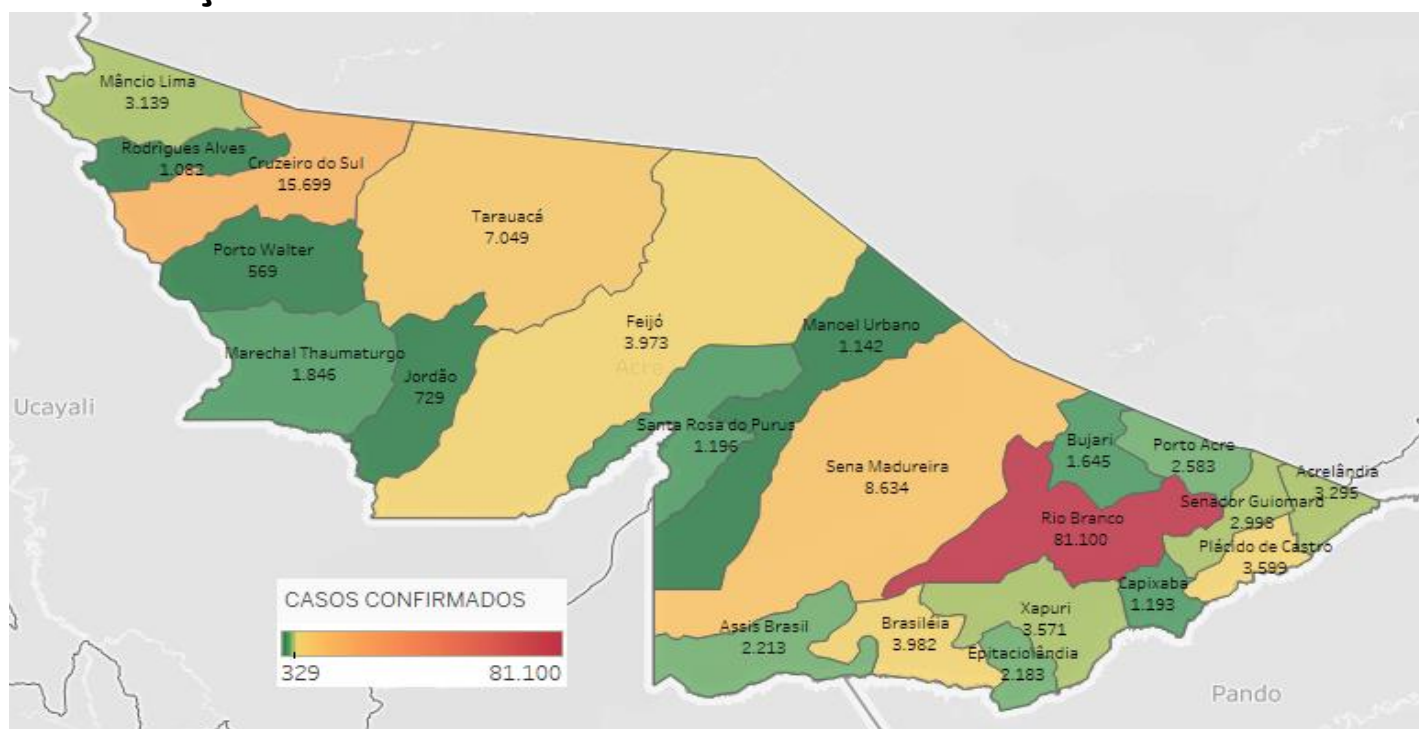 Mâncio Lima
3.139
Rodrigues Alves
1.083
Cruzeiro do Sul
15.699
Tarauacá
7.049
Porto Walter
569
Feijó
3.973
Manoel Urbano
1.142
Marechal Thaumaturgo
1.846
Jordão
729
Acre
Ucayali
Santa Rosa do Purus
1.196
Sena Madureira
8.634
Bujari
1.645
Porto Acre
2.583
Acrelândia
3.295
Senador Guiomard
2.998
Rio Branco
81.100
Plácido de Castro
3.599
Capixaba
1.193
Xapuri
3.571
Assis Brasil
2.213
Brasiléia
3.982
Epitaciolândia
2.183
Pando
CASOS CONFIRMADOS
329
81.100